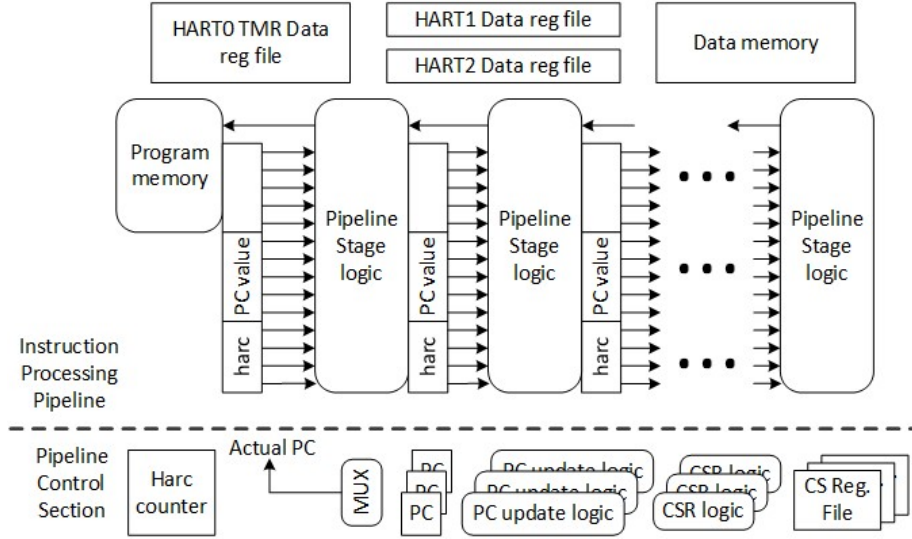 HART0 TMR Data
reg file
HART1 Data reg file
HART2 Data reg file
Data memory
Program
memory
PC value
harc
Pipeline
Stage
logic
PC value
harc
Pipeline
Stage
logic
PC value
harc
Pipeline
Stage
logic
Instruction
Processing
Pipeline
Pipeline
Control
Section
Harc
counter
Actual PC
MUX
PC
PC
PC
PC update logic
PC update logic
PC update logic
CSR logic
CSR logic
CSR logic
CS Reg.
File